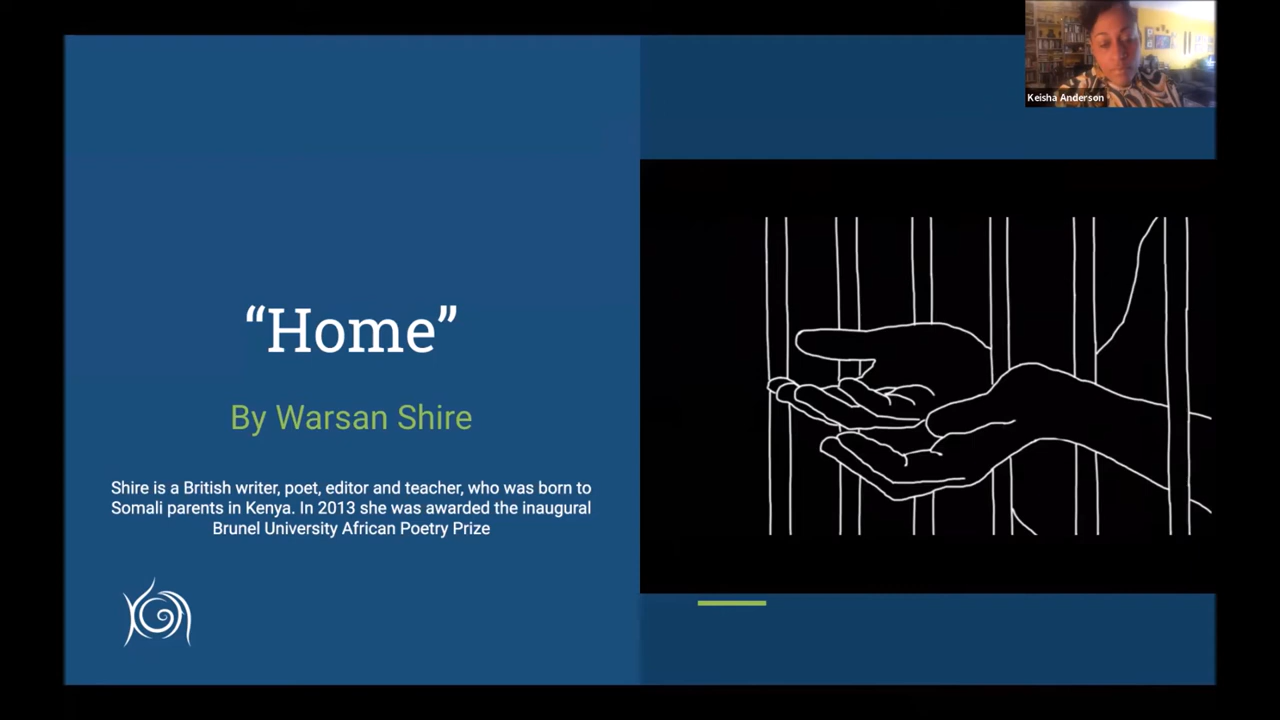 Keisha Anderson
“Home”
By Warsan Shire
Shire is a British writer, poet, editor and teacher, who was born to
Somali parents in Kenya. In 2013 she was awarded the inaugural
Brunel University African Poetry Prize